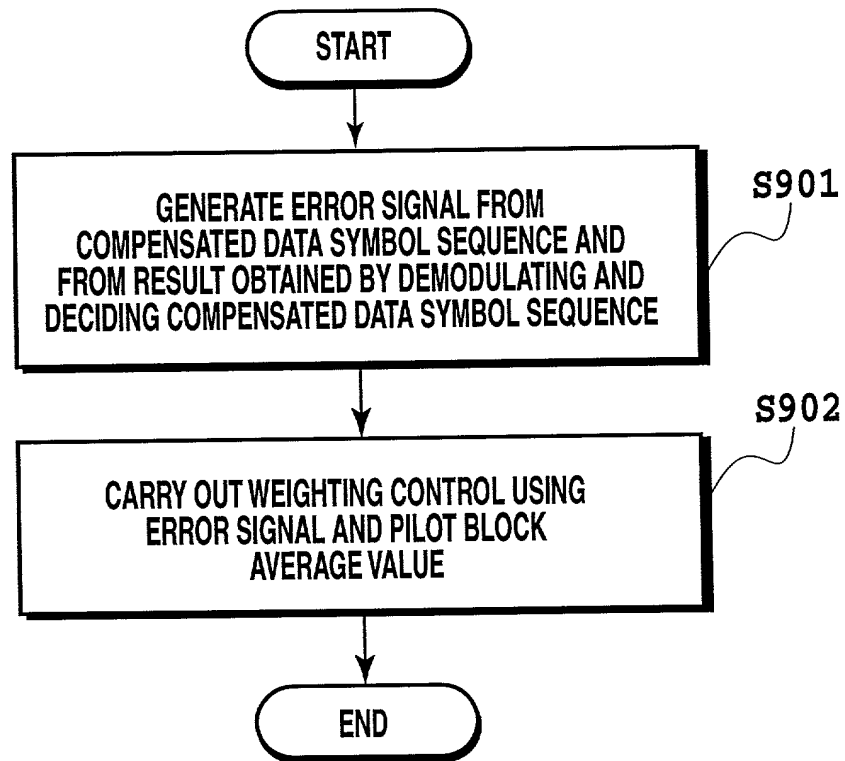 START
S901
GENERATE ERROR SIGNAL FROM
COMPENSATED DATA SYMBOL SEQUENCE AND
FROM RESULT OBTAINED BY DEMODULATING AND
DECIDING COMPENSATED DATA SYMBOL SEQUENCE
S902
CARRY OUT WEIGHTING CONTROL USING
ERROR SIGNAL AND PILOT BLOCK
AVERAGE VALUE
END